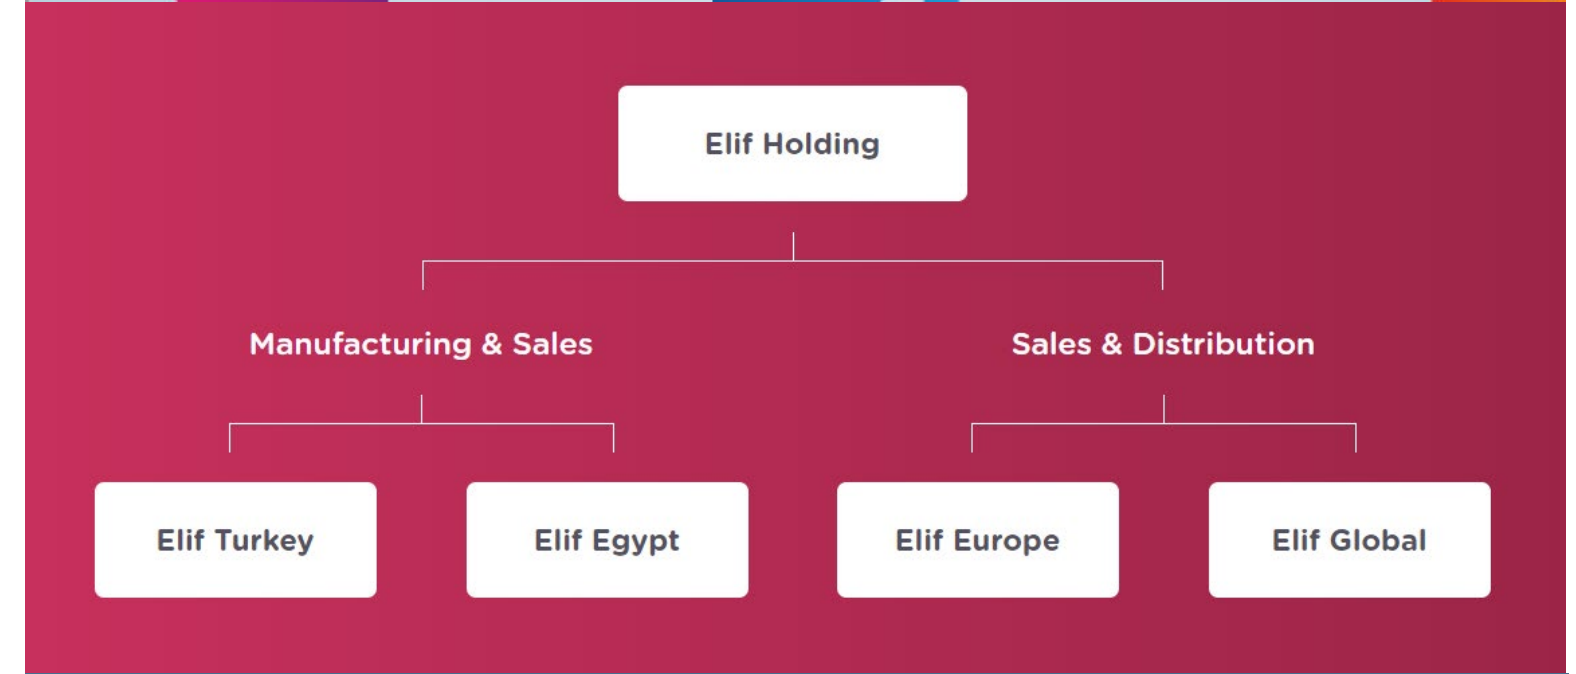 Elif Holding
Manufacturing & Sales
Sales & Distribution
Elif Turkey
Elif Egypt
Elif Europe
Elif Global